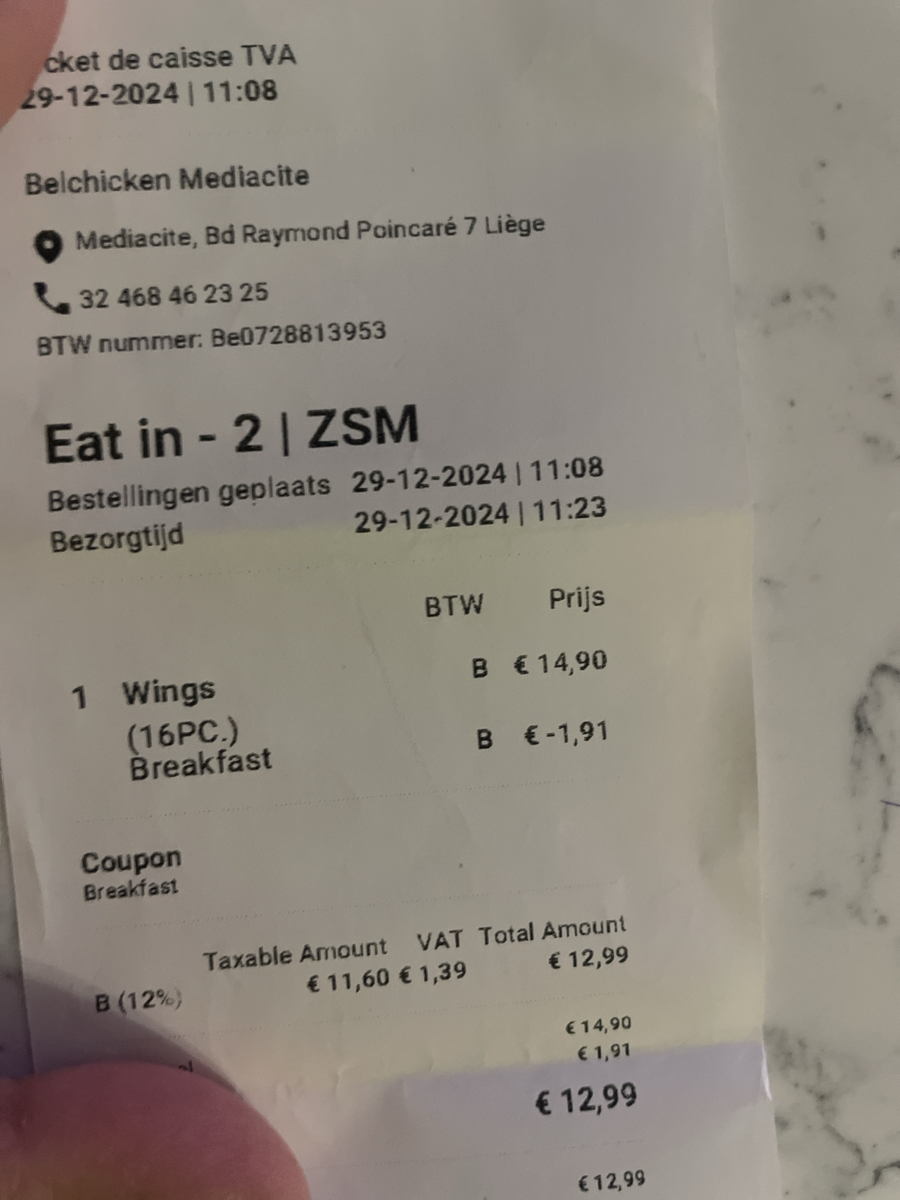 cket de caisse TVA
29-12-2024 | 11:08
Belchicken Mediacite
Mediacite, Bd Raymond Poincaré 7 Liège
32 468 46 23 25
BTW nummer: Be0728813953
Eat in - 2 | ZSM
Bestellingen geplaats 29-12-2024 | 11:08
Bezorgtijd 29-12-2024 | 11:23
BTW Prijs
1 Wings B € 14,90
(16PC.)
Breakfast B € -1,91
Coupon
Breakfast
Taxable Amount VAT Total Amount
B (12%) € 11,60 € 1,39 € 12,99
€ 14,90
€ 1,91
€ 12,99
€ 12,99